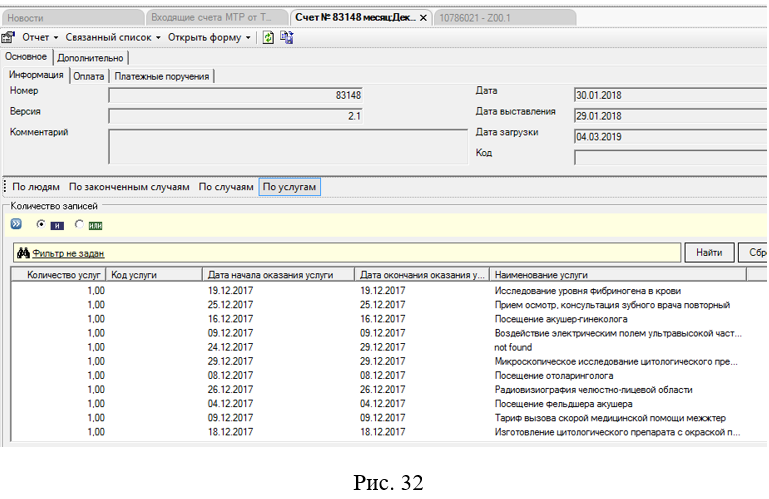 Новости Входящие счета МТР от Т... Счет № 83148 месяц:Дек... 10786021 - Z00.1
Отчет Связанный список Открыть форму
Основное Дополнительно
Информация Оплата Платежные поручения
Номер 83148 Дата 30.01.2018
Версия 2.1 Дата выставления 29.01.2018
Комментарий Дата загрузки 04.03.2019
Код
По людям По законченным случаям По случаям По услугам
Количество записей
и или
Фильтр не задан Найти Сбро
Количество услуг Код услуги Дата начала оказания услуги Дата окончания оказания у... Наименование услуги
1,00 19.12.2017 19.12.2017 Исследование уровня фибриногена в крови
1,00 25.12.2017 25.12.2017 Прием осмотр, консультация зубного врача повторный
1,00 16.12.2017 16.12.2017 Посещение акушер-гинеколога
1,00 09.12.2017 09.12.2017 Воздействие электрическим полем ультравысокой част...
1,00 24.12.2017 29.12.2017 not found
1,00 29.12.2017 29.12.2017 Микроскопическое исследование цитологического пре...
1,00 08.12.2017 08.12.2017 Посещение отоларинголога
1,00 26.12.2017 26.12.2017 Радиовизиография челюстно-лицевой области
1,00 04.12.2017 04.12.2017 Посещение фельдшера акушера
1,00 09.12.2017 09.12.2017 Тариф вызова скорой медицинской помощи межжтер
1,00 18.12.2017 18.12.2017 Изготовление цитологического препарата с окраской п...
Рис. 32